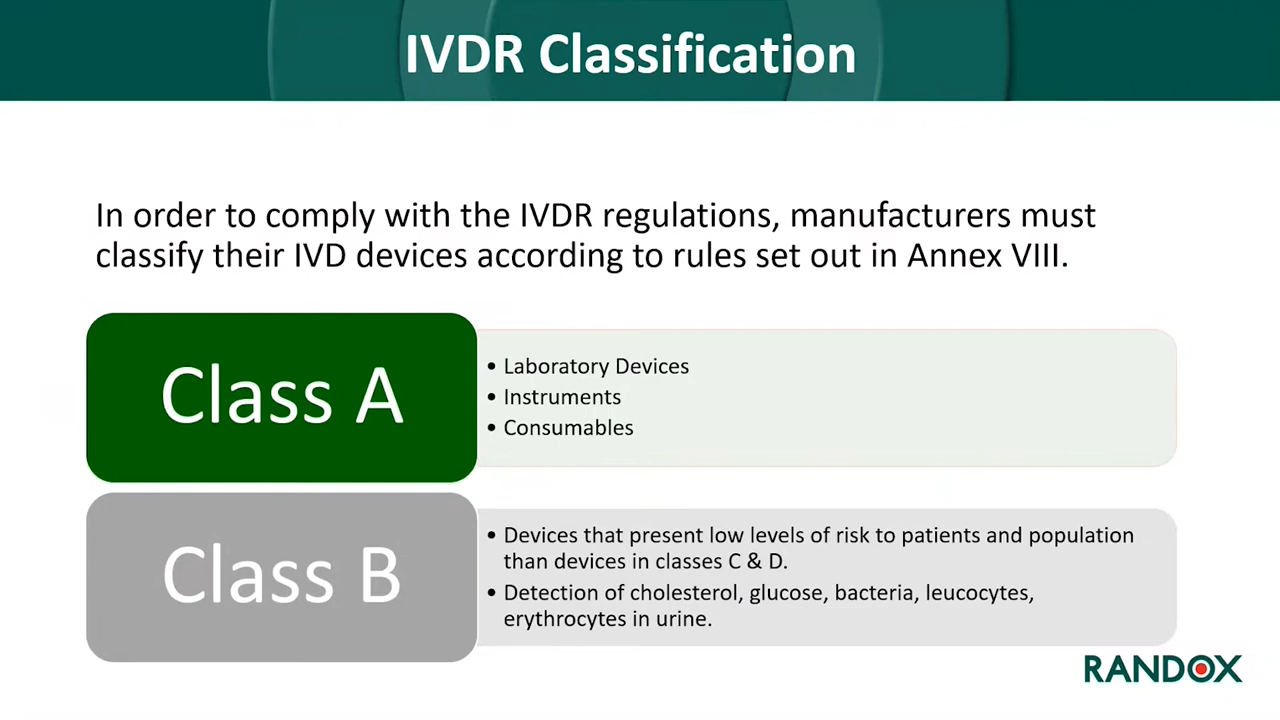 IVDR Classification
In order to comply with the IVDR regulations, manufacturers must
classify their IVD devices according to rules set out in Annex VIII.
Class A
• Laboratory Devices
• Instruments
• Consumables
Class B
• Devices that present low levels of risk to patients and population
than devices in classes C & D.
• Detection of cholesterol, glucose, bacteria, leucocytes,
erythrocytes in urine.
RANDOX